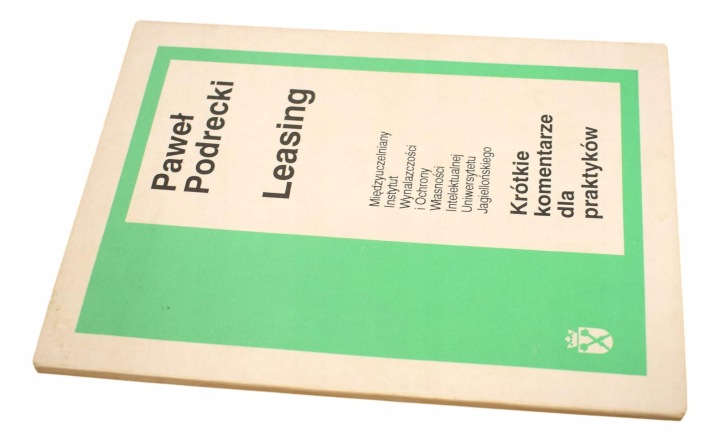 Paweł
Podrecki
Leasing
Międzyuczelniany
Instytut
Wynalazczości
i Ochrony
Własności
Intelektualnej
Uniwersytetu
Jagiellońskiego
Krótkie
komentarze
dla
praktyków